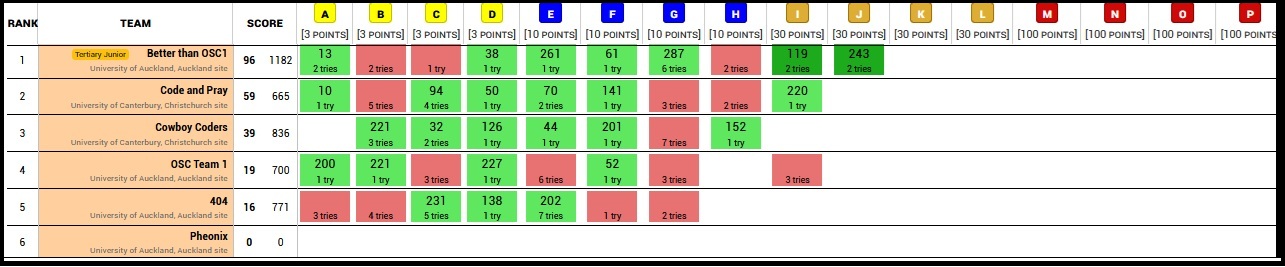 RANK TEAM SCORE A B C D E F G H I J K L M N O P
[3 POINTS] [3 POINTS] [3 POINTS] [3 POINTS] [10 POINTS] [10 POINTS] [10 POINTS] [10 POINTS] [30 POINTS] [30 POINTS] [30 POINTS] [30 POINTS] [100 POINTS] [100 POINTS] [100 POINTS] [100 POINTS
1 Tertiary Junior Better than OSC1 96 1182 13 38 261 61 287 119 243
University of Auckland, Auckland site 2 tries 2 tries 1 try 2 tries 1 try 1 try 6 tries 2 tries 2 tries 2 tries
2 Code and Pray 59 665 10 94 50 70 141 220
University of Canterbury, Christchurch site 1 try 5 tries 4 tries 1 try 2 tries 1 try 3 tries 2 tries 1 try
3 Cowboy Coders 39 836 221 32 126 44 201 152
University of Canterbury, Christchurch site 3 tries 2 tries 1 try 1 try 1 try 7 tries 1 try
4 OSC Team 1 19 700 200 221 227 52
University of Auckland, Auckland site 1 try 1 try 3 tries 1 try 6 tries 1 try 3 tries 3 tries
5 404 16 771 231 138 202
University of Auckland, Auckland site 3 tries 4 tries 5 tries 1 try 7 tries 1 try 2 tries
6 Pheonix 0 0
University of Auckland, Auckland site